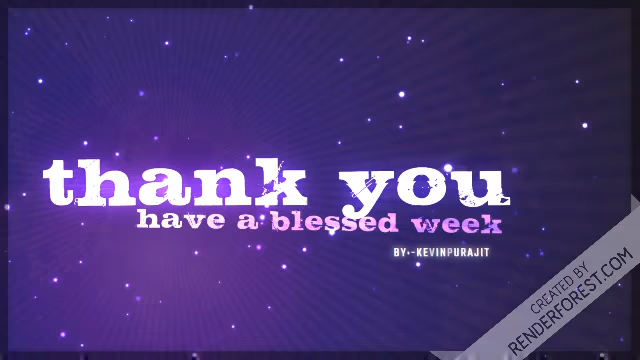 thank you
have a blessed week
BY:-KEVINPURAJIT
CREATED BY
RENDERFOREST.COM